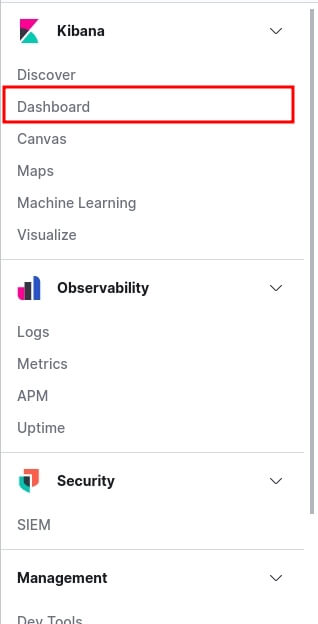 Kibana
Discover
Dashboard
Canvas
Maps
Machine Learning
Visualize
Observability
Logs
Metrics
APM
Uptime
Security
SIEM
Management
Dev Tools